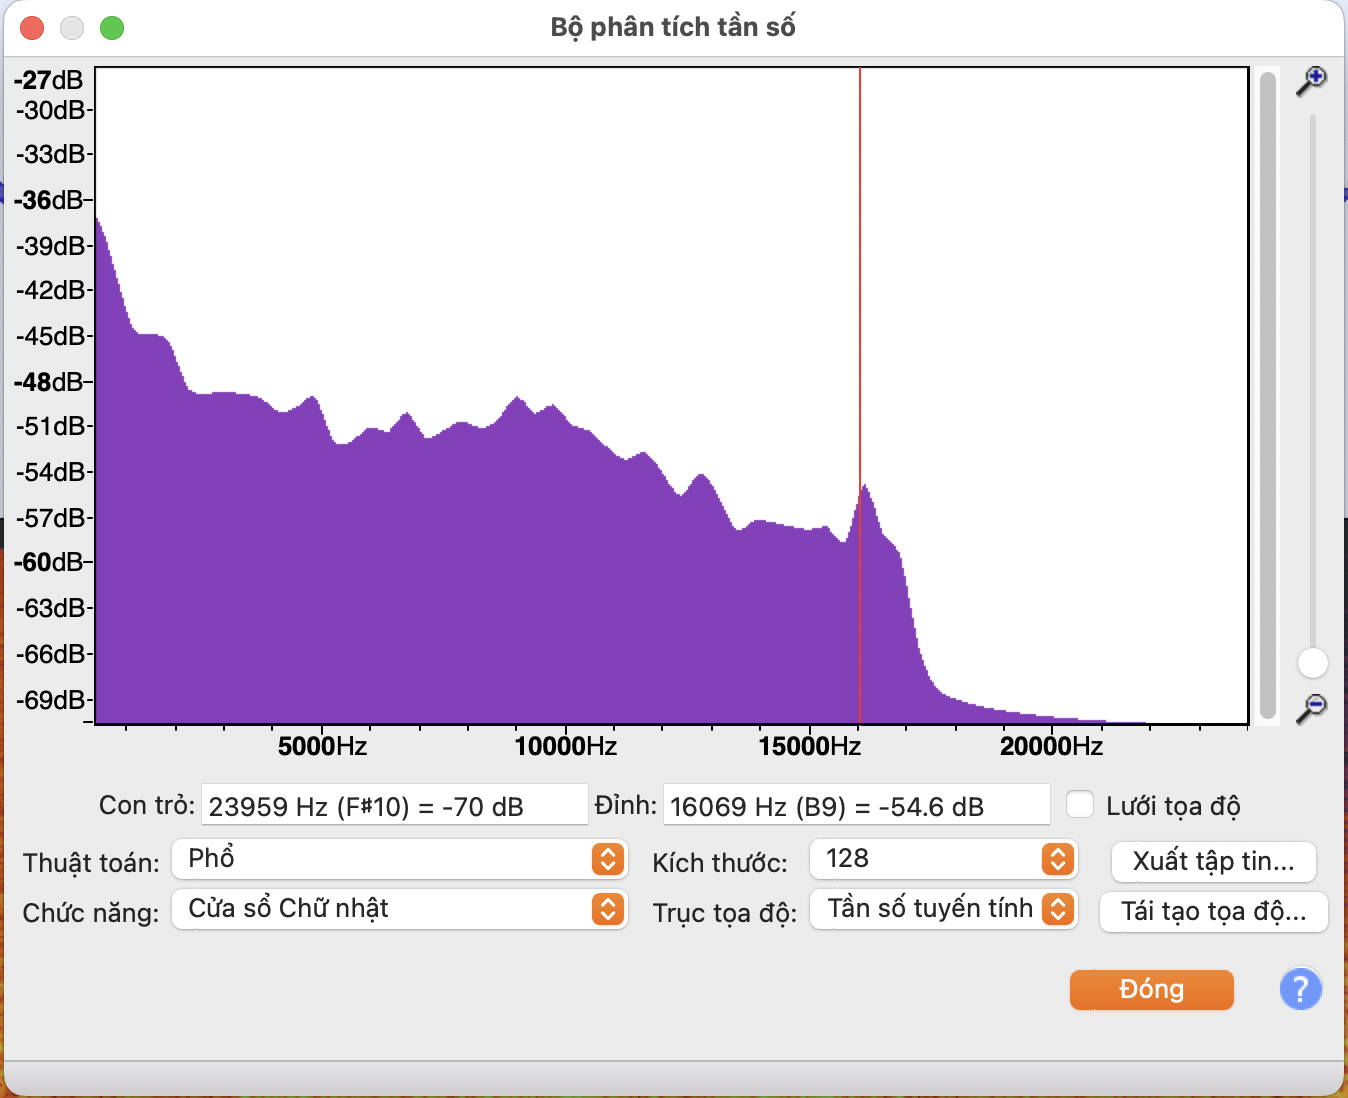 Bộ phân tích tần số
-27dB
-30dB
-33dB
-36dB
-39dB
-42dB
-45dB
-48dB
-51dB
-54dB
-57dB
-60dB
-63dB
-66dB
-69dB
5000Hz 10000Hz 15000Hz 20000Hz
Con trỏ: 23959 Hz (F#10) = -70 dB Đỉnh: 16069 Hz (B9) = -54.6 dB Lưới tọa độ
Thuật toán: Phổ Kích thước: 128 Xuất tập tin...
Chức năng: Cửa sổ Chữ nhật Trục tọa độ: Tần số tuyến tính Tái tạo tọa độ...
Đóng ?